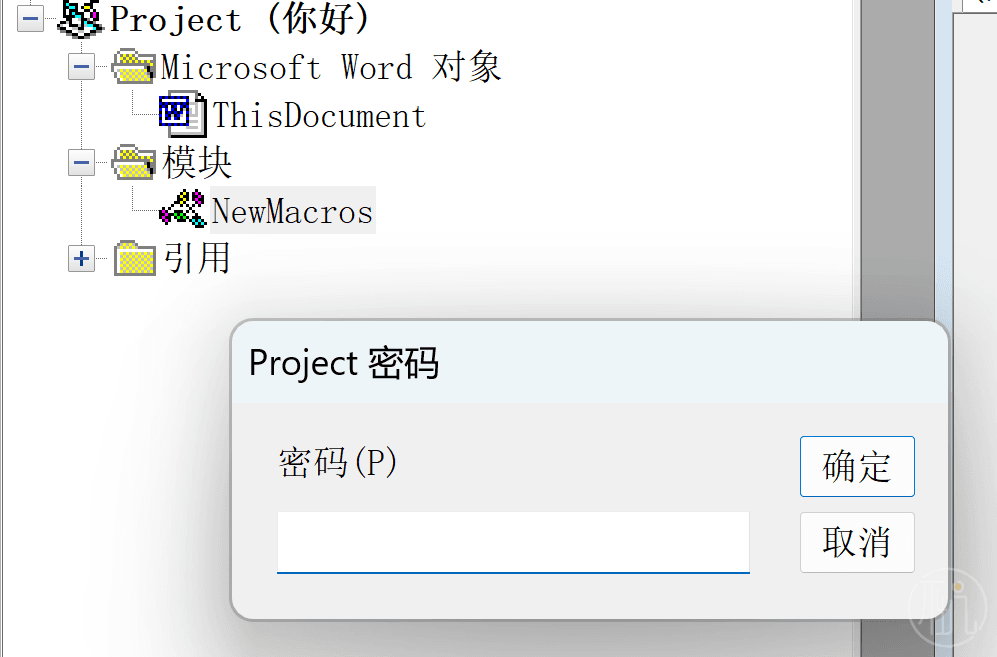 Project (你好)
Microsoft Word 对象
ThisDocument
模块
NewMacros
引用
Project 密码
密码(P)
确定
取消